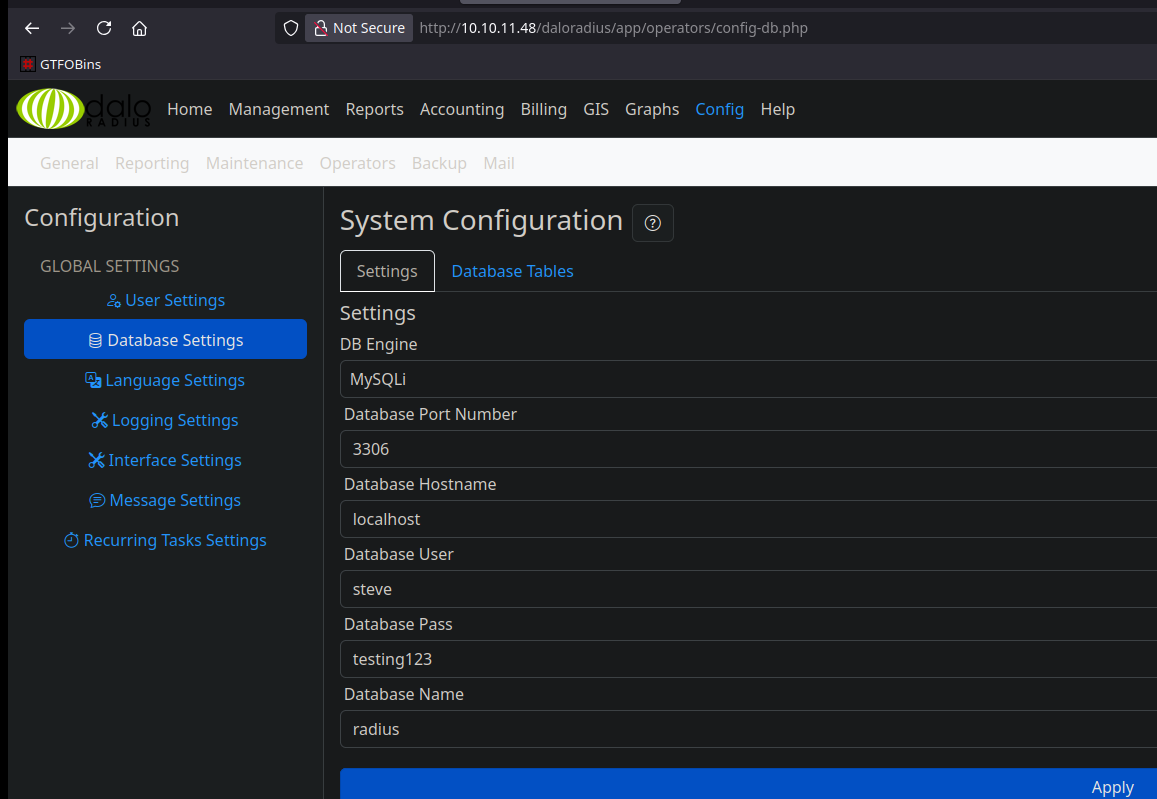 Not Secure http://10.10.11.48/daloradius/app/operators/config-db.php
GTFOBins
dalo RADIUS Home Management Reports Accounting Billing GIS Graphs Config Help
General Reporting Maintenance Operators Backup Mail
Configuration
GLOBAL SETTINGS
User Settings
Database Settings
Language Settings
Logging Settings
Interface Settings
Message Settings
Recurring Tasks Settings
System Configuration
Settings Database Tables
Settings
DB Engine
MySQLi
Database Port Number
3306
Database Hostname
localhost
Database User
steve
Database Pass
testing123
Database Name
radius
Apply